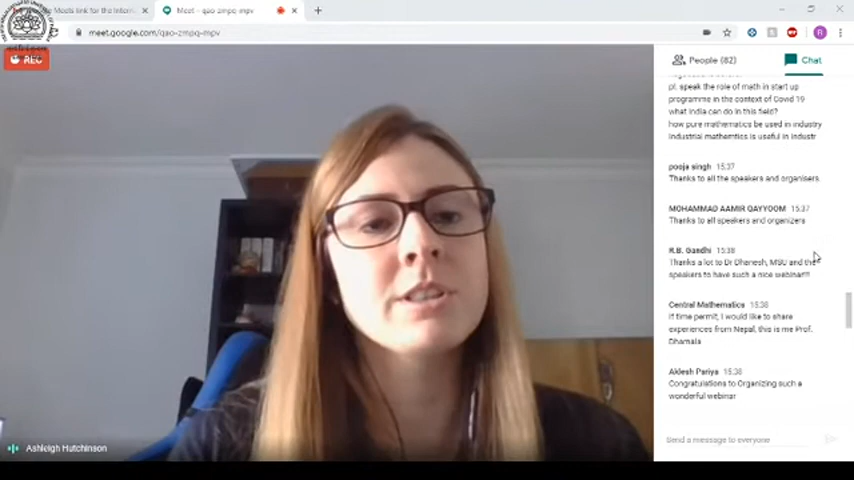 Meets link for the Intern
Meet – qao-zmpq-mpv
meet.google.com/qao-zmpq-mpv
R
REC
People (82)
Chat
pl. speak the role of math in start up
programme in the context of Covid 19
what India can do in this field?
how pure mathematics be used in industry
Industrial mathemtics is useful in industr
pooja singh 15:37
Thanks to all the speakers and organisers.
MOHAMMAD AAMIR QAYYOOM 15:37
Thanks to all speakers and organizers
R.B. Gandhi 15:38
Thanks a lot to Dr Dhanesh, MSU and the
speakers to have such a nice webinar!!!
Central Mathematics 15:38
If time permit, I would like to share
experiences from Nepal, this is me Prof.
Dhamala
Aklesh Pariya 15:38
Congratulations to Organizing such a
wonderful webinar
Ashleigh Hutchinson
Send a message to everyone